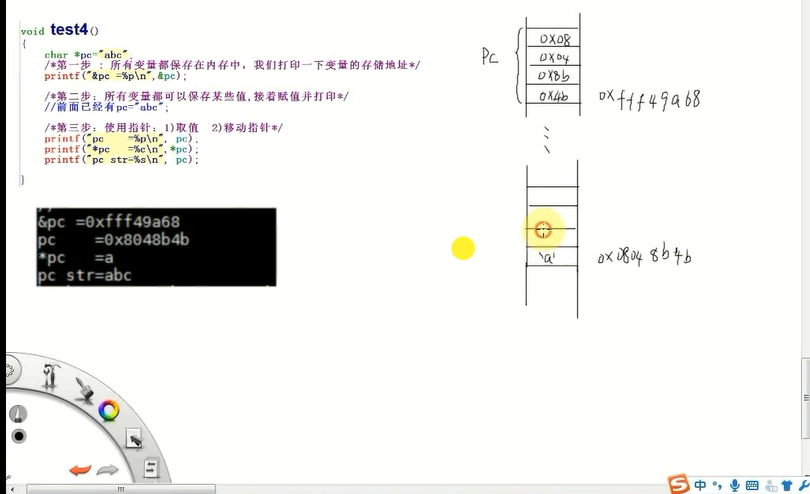 void test4()
{
char *pc="abc";
/*第一步 : 所有变量都保存在内存中，我们打印一下变量的存储地址*/
printf("&pc =%p\n",&pc);
/*第二步：所有变量都可以保存某些值,接着赋值并打印*/
//前面已经有pc="abc";
/*第三步：使用指针：1)取值 2)移动指针*/
printf("pc =%p\n", pc);
printf("*pc =%c\n",*pc);
printf("pc str=%s\n", pc);
}
&pc =0xfff49a68
pc =0x8048b4b
*pc =a
pc str=abc
Pc
0x08
0x04
0x8b
0x4b
0xfff49a68
'a'
0x0804 8b4b
中